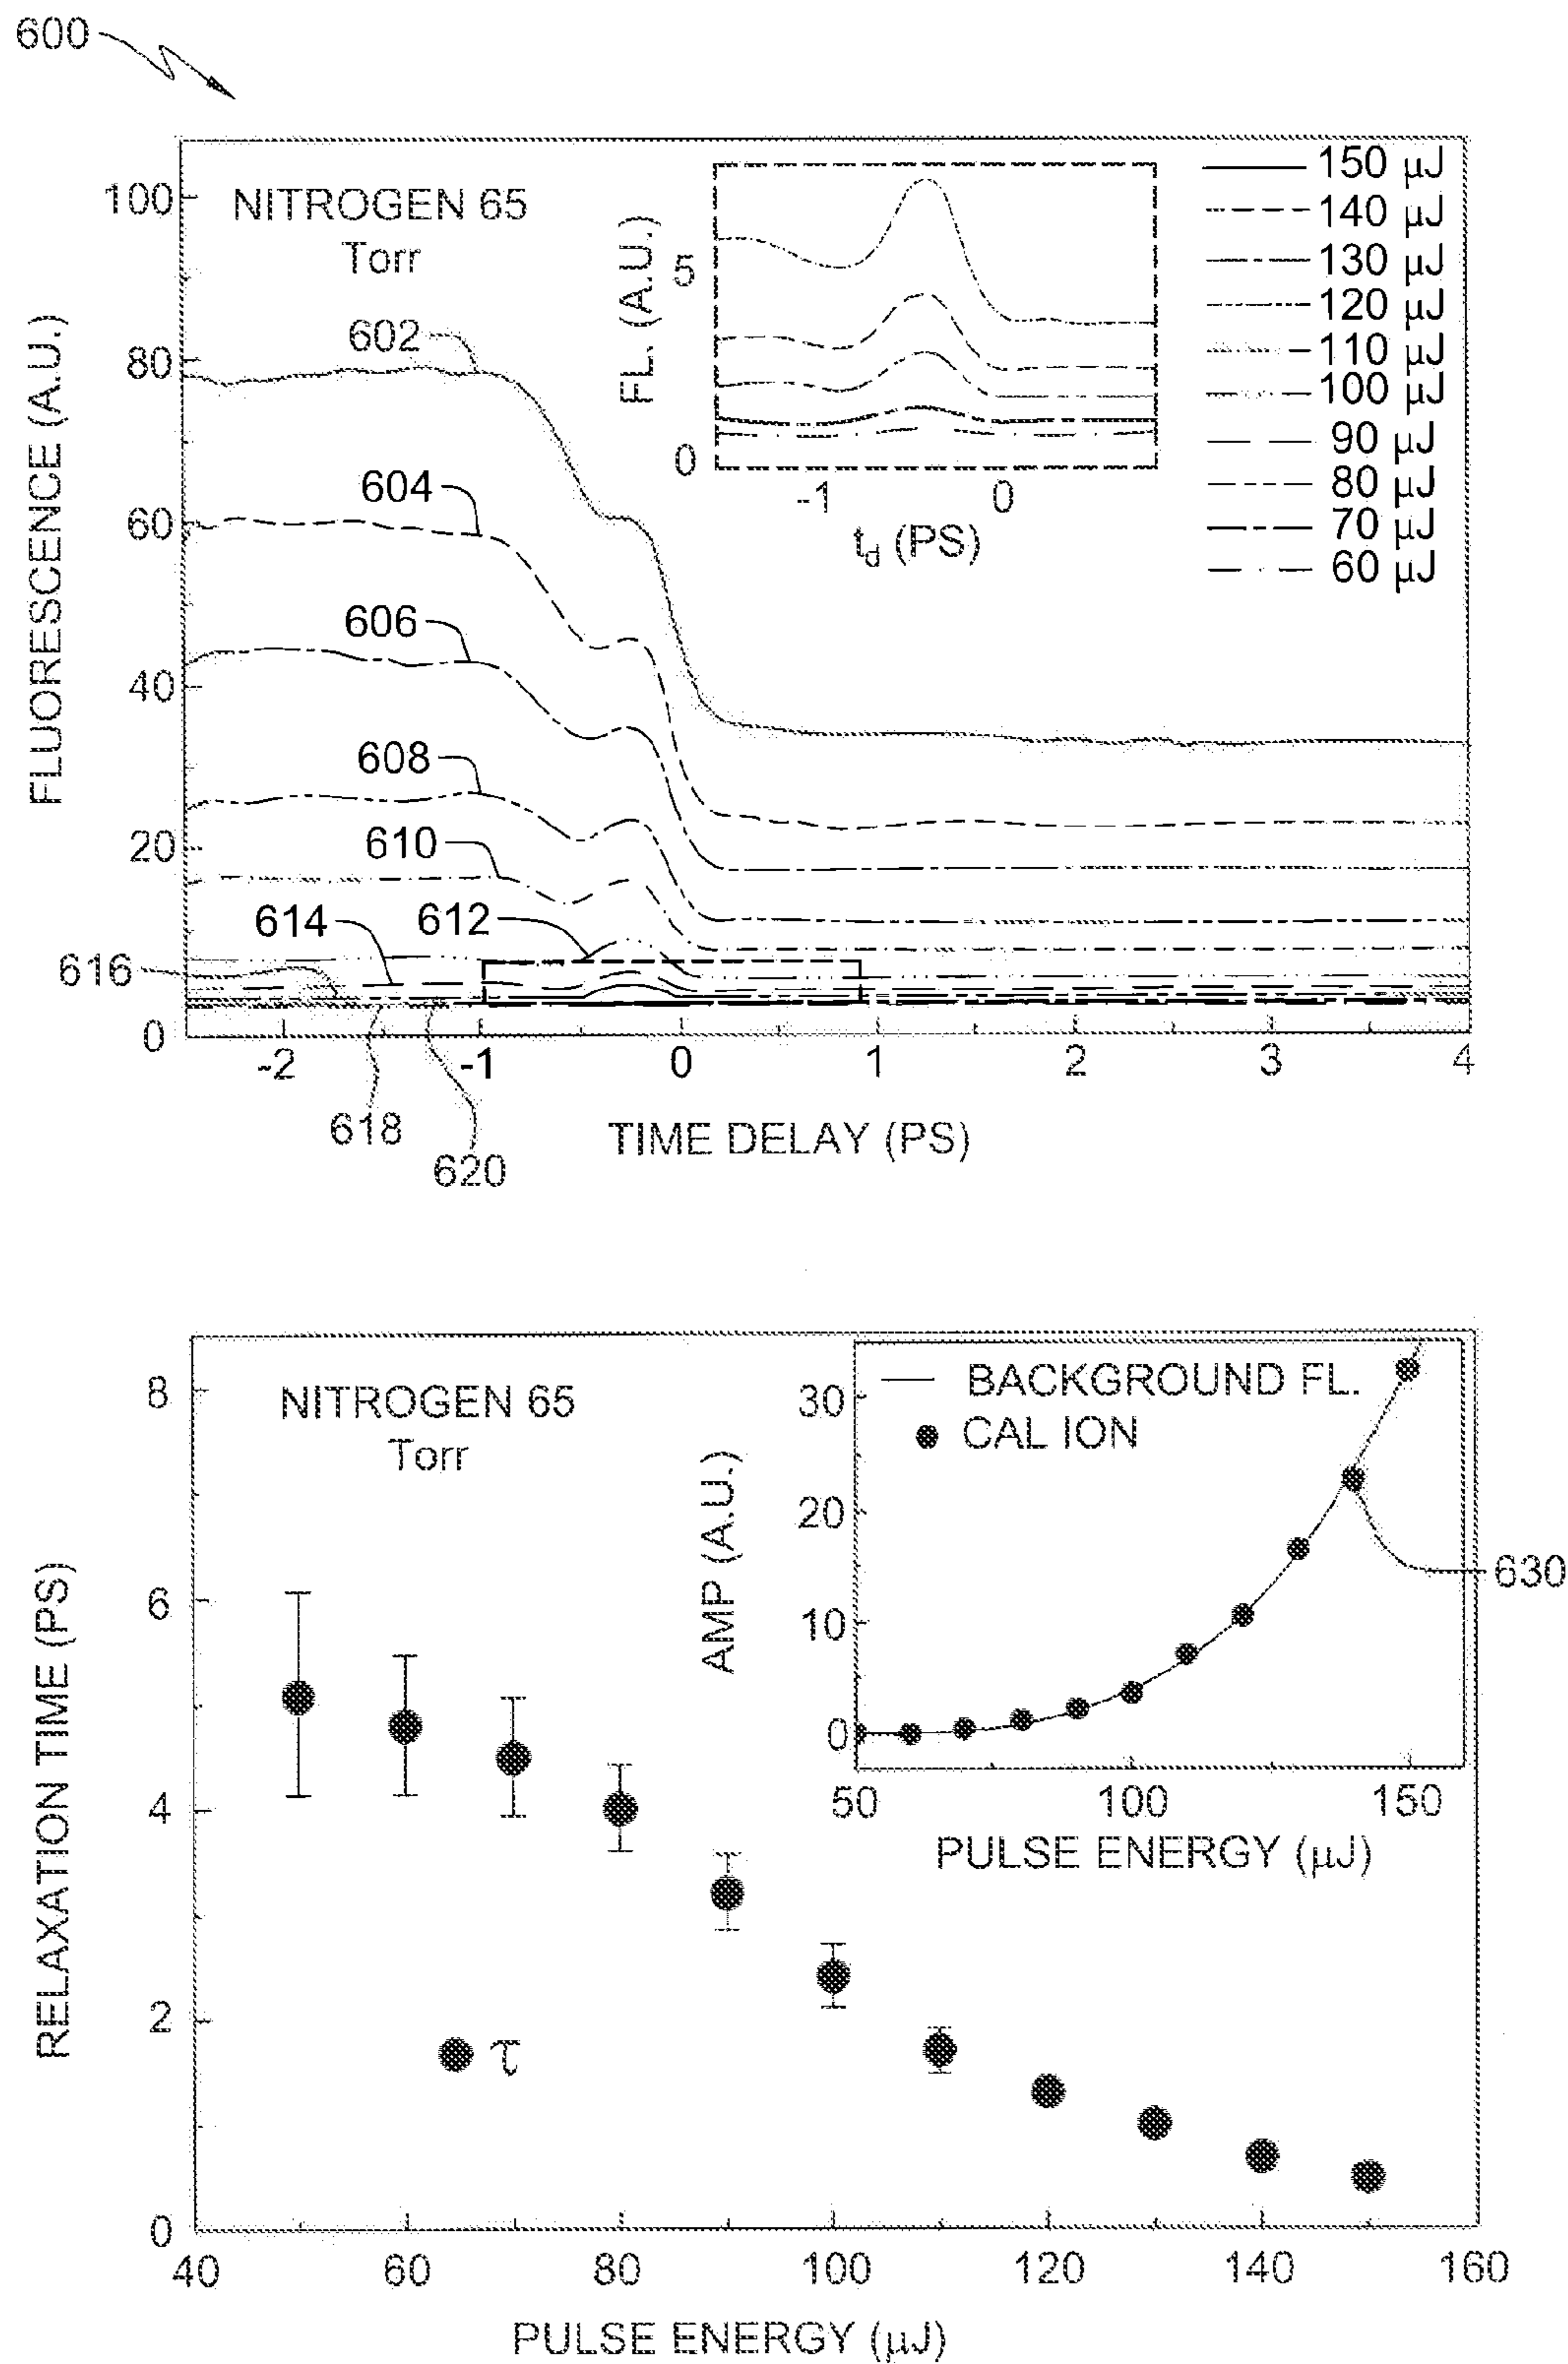 600
NITROGEN 65
Torr
100
80
60
40
20
0
FLUORESCENCE (A.U.)
602
604
606
608
610
612
614
616
618
620
-2
-1
0
1
2
3
4
TIME DELAY (PS)
FL. (A.U.)
5
0
-1
0
td (PS)
150 μJ
140 μJ
130 μJ
120 μJ
110 μJ
100 μJ
90 μJ
80 μJ
70 μJ
60 μJ
NITROGEN 65
Torr
8
6
4
2
0
RELAXATION TIME (PS)
τ
40
60
80
100
120
140
160
PULSE ENERGY (μJ)
BACKGROUND FL.
CAL ION
AMP (A.U.)
30
20
10
0
50
100
150
PULSE ENERGY (μJ)
630